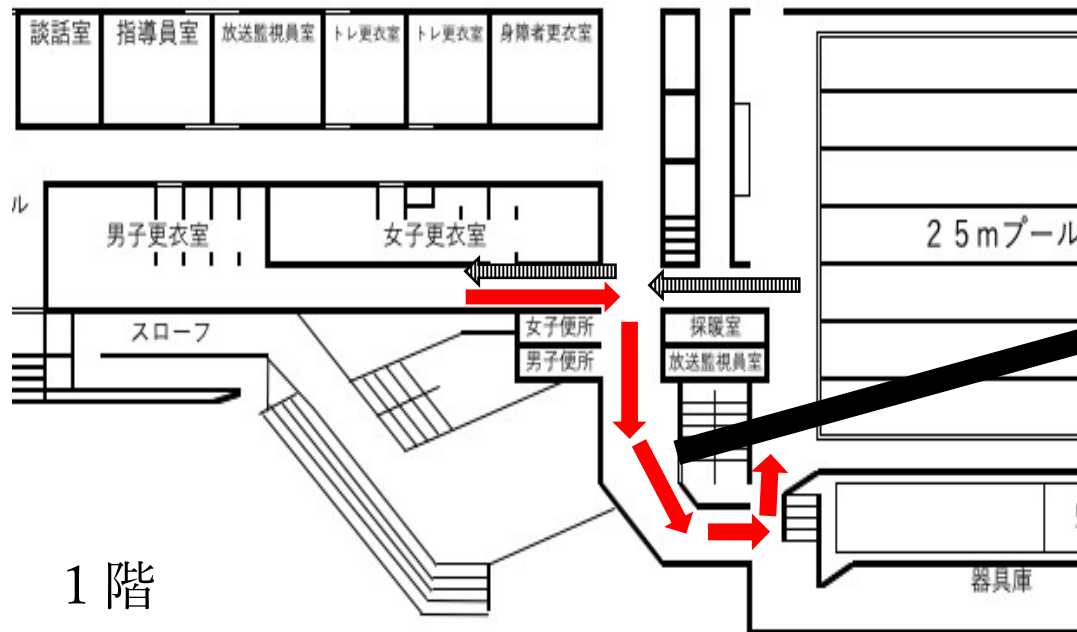 談話室
指導員室
放送監視員室
トレ更衣室
トレ更衣室
身障者更衣室
ル
男子更衣室
女子更衣室
25mプール
スローフ
女子便所
採暖室
男子便所
放送監視員室
器具庫
1階